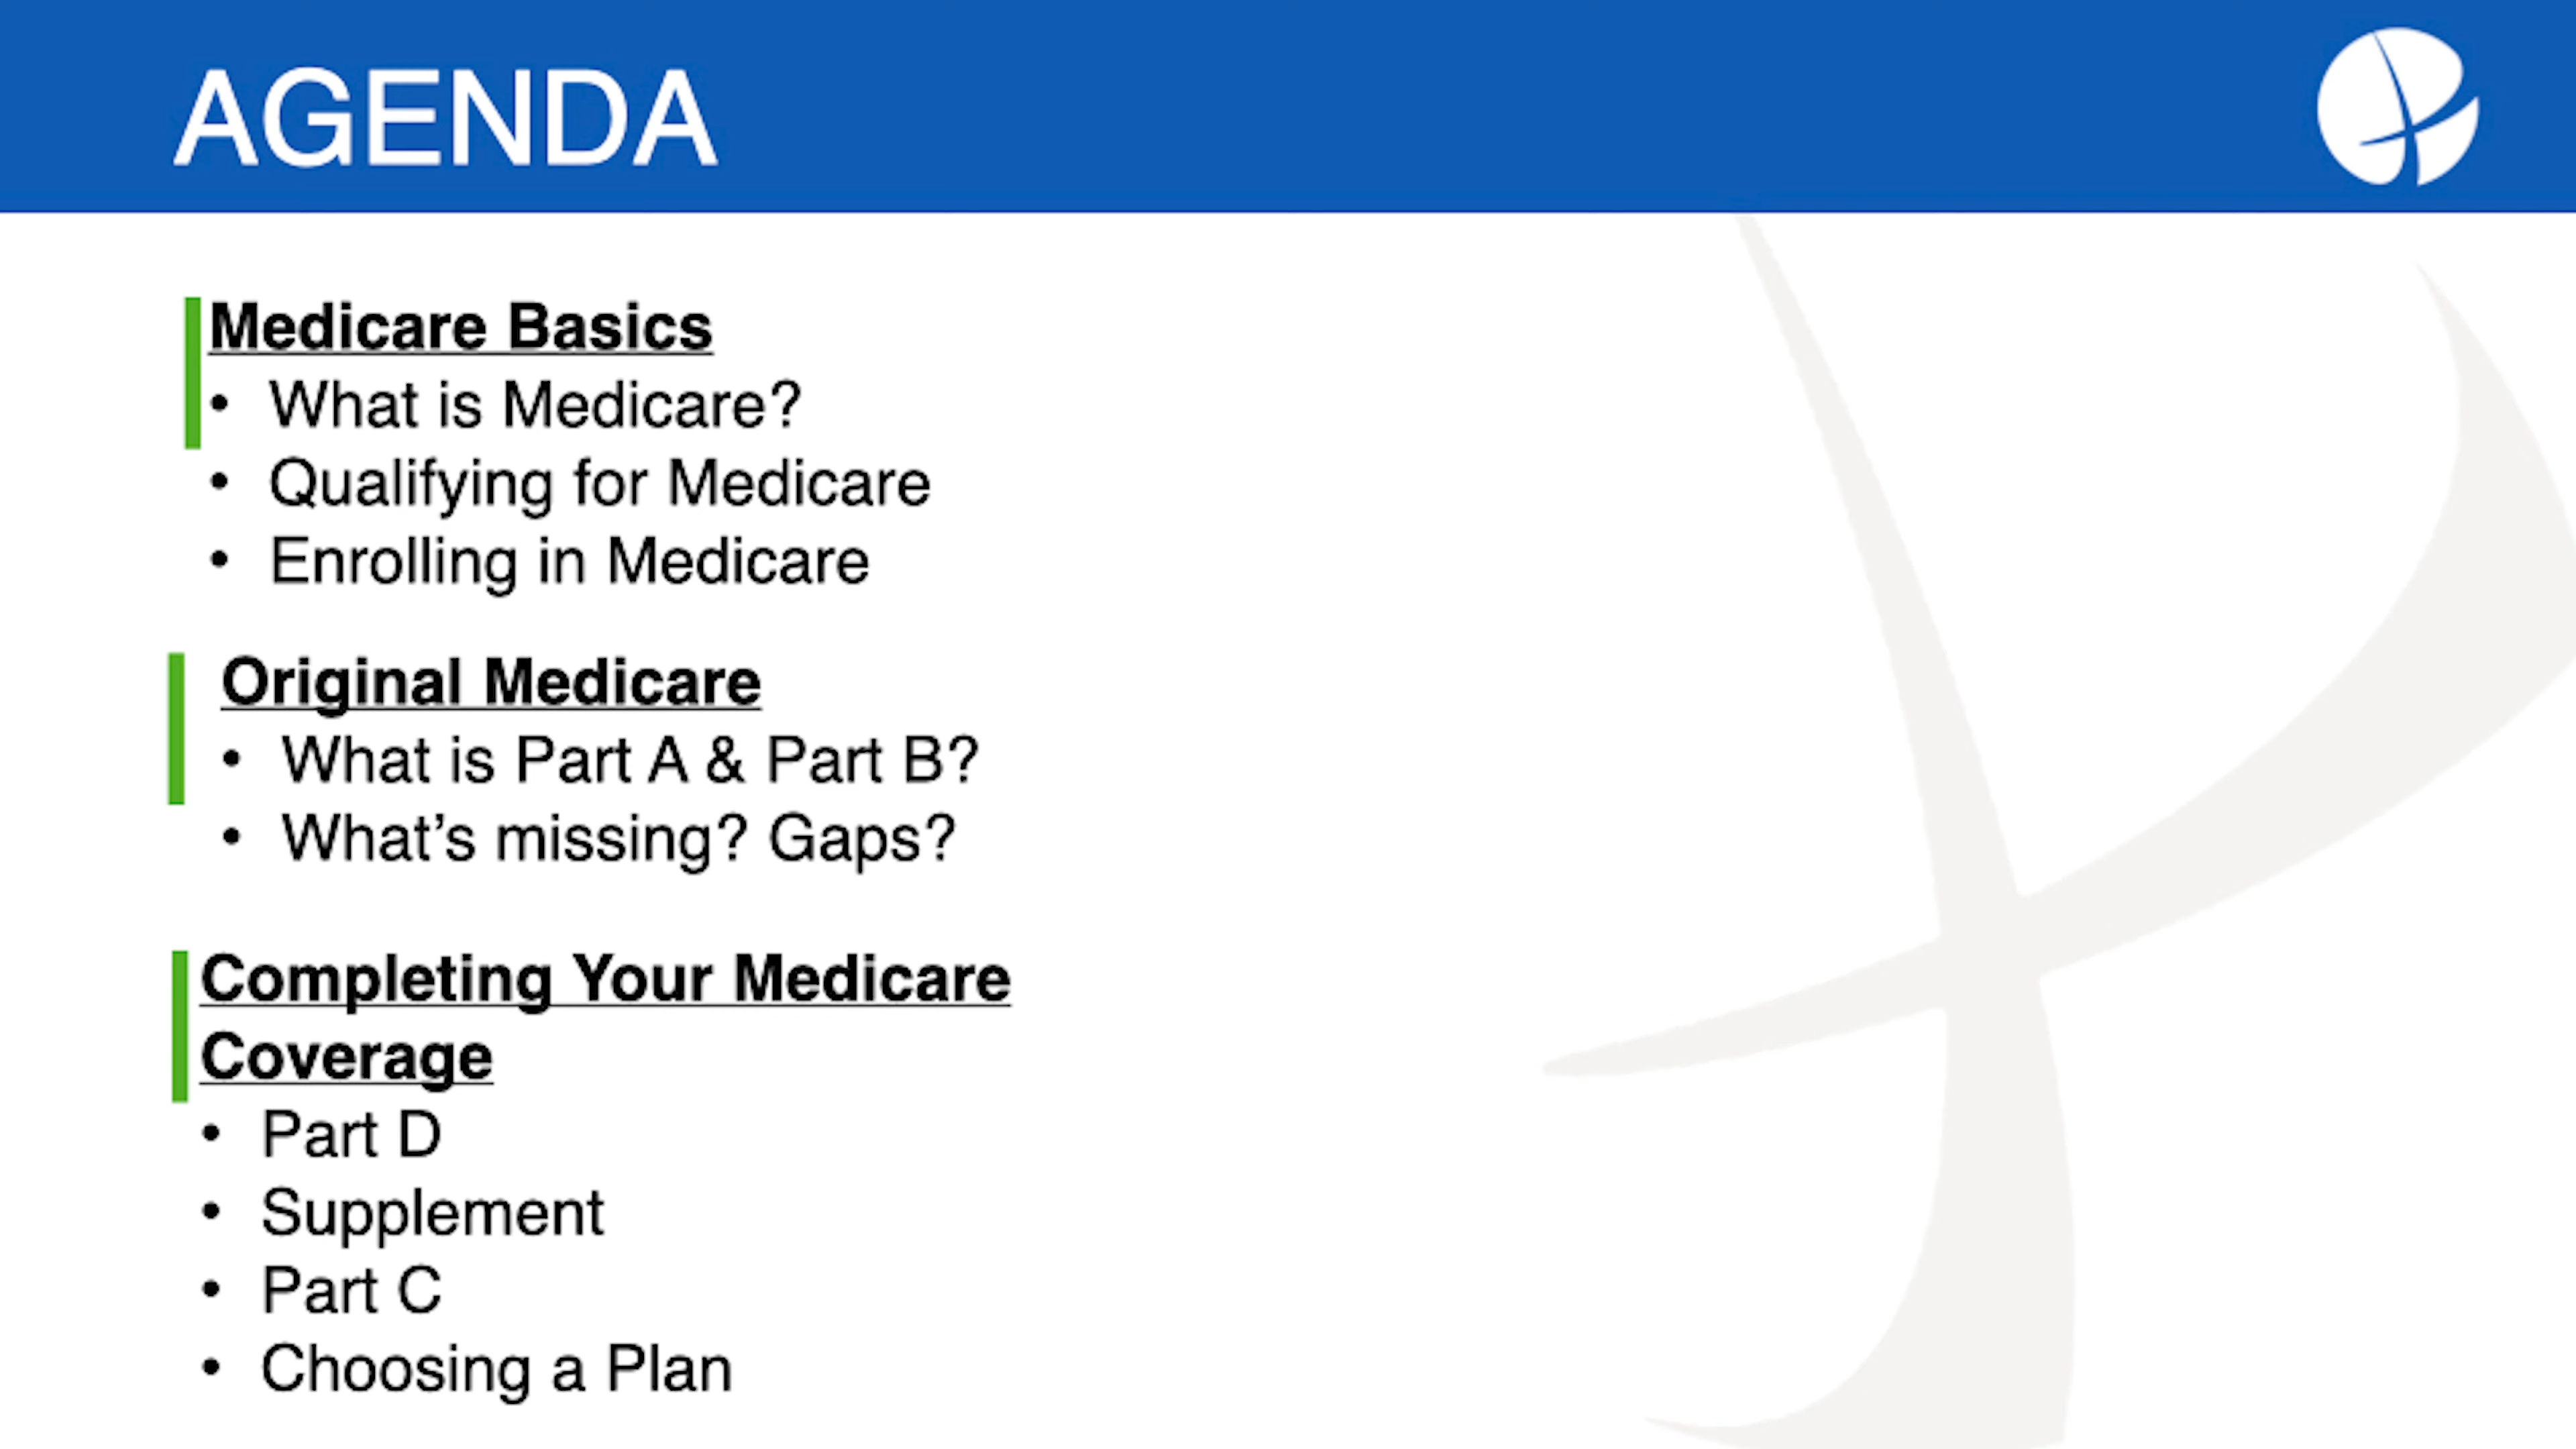 AGENDA
Medicare Basics
• What is Medicare?
• Qualifying for Medicare
• Enrolling in Medicare
Original Medicare
• What is Part A & Part B?
• What’s missing? Gaps?
Completing Your Medicare
Coverage
• Part D
• Supplement
• Part C
• Choosing a Plan